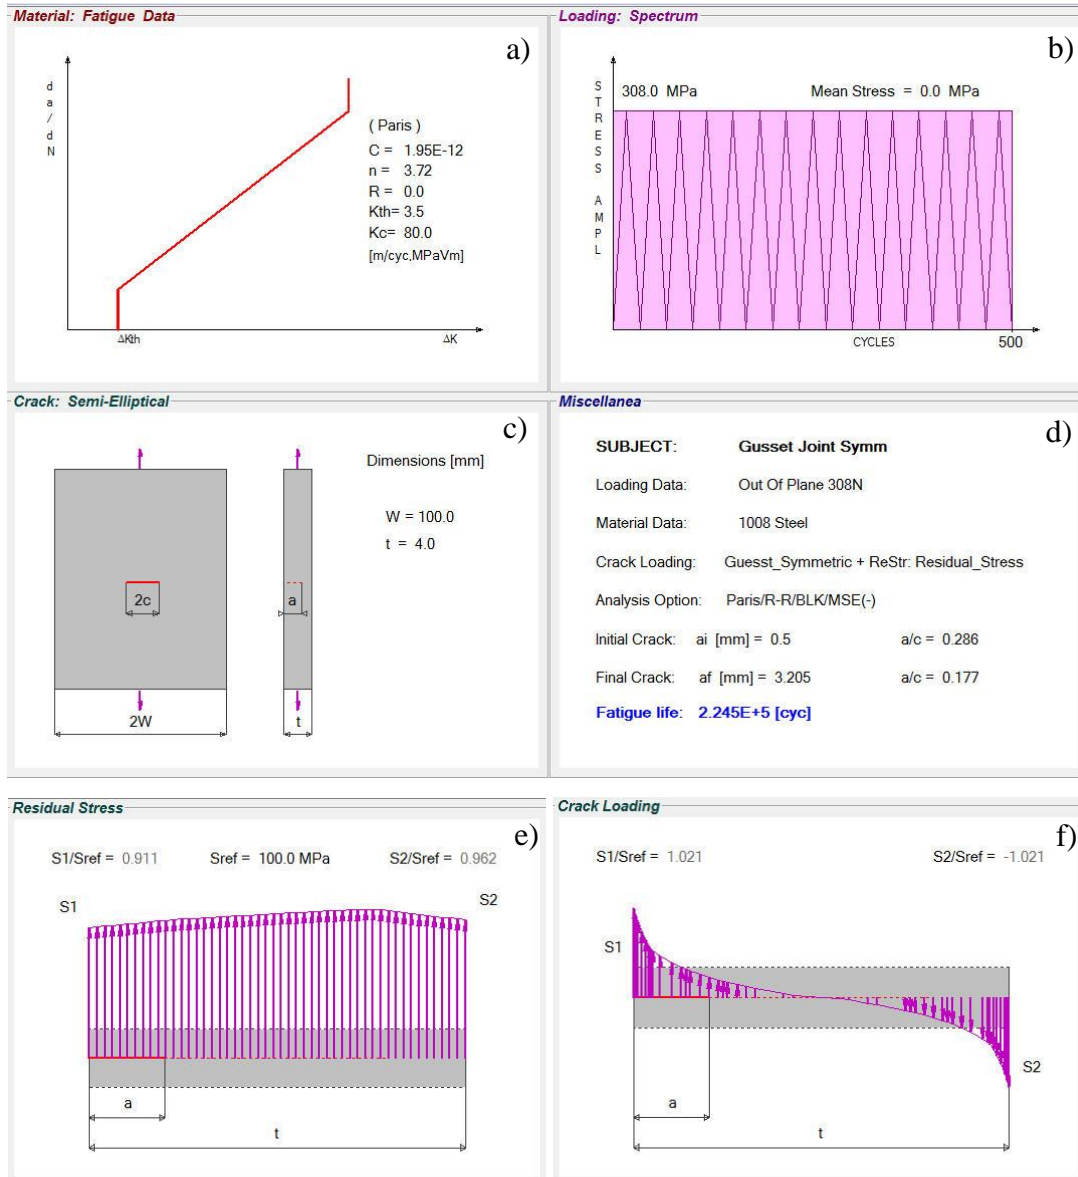 Material: Fatigue Data
a)
da/dN
( Paris )
C = 1.95E-12
n = 3.72
R = 0.0
Kth= 3.5
Kc= 80.0
[m/cyc,MPaVm]
ΔKth
ΔK
Loading: Spectrum
b)
STRESS AMPL
308.0 MPa
Mean Stress = 0.0 MPa
CYCLES
500
Crack: Semi-Elliptical
c)
Dimensions [mm]
W = 100.0
t = 4.0
2c
a
2W
t
Miscellanea
d)
SUBJECT: Gusset Joint Symm
Loading Data: Out Of Plane 308N
Material Data: 1008 Steel
Crack Loading: Guesst_Symmetric + ReStr: Residual_Stress
Analysis Option: Paris/R-R/BLK/MSE(-)
Initial Crack: ai [mm] = 0.5 a/c = 0.286
Final Crack: af [mm] = 3.205 a/c = 0.177
Fatigue life: 2.245E+5 [cyc]
Residual Stress
e)
S1/Sref = 0.911 Sref = 100.0 MPa S2/Sref = 0.962
S1
S2
a
t
Crack Loading
f)
S1/Sref = 1.021 S2/Sref = -1.021
S1
S2
a
t